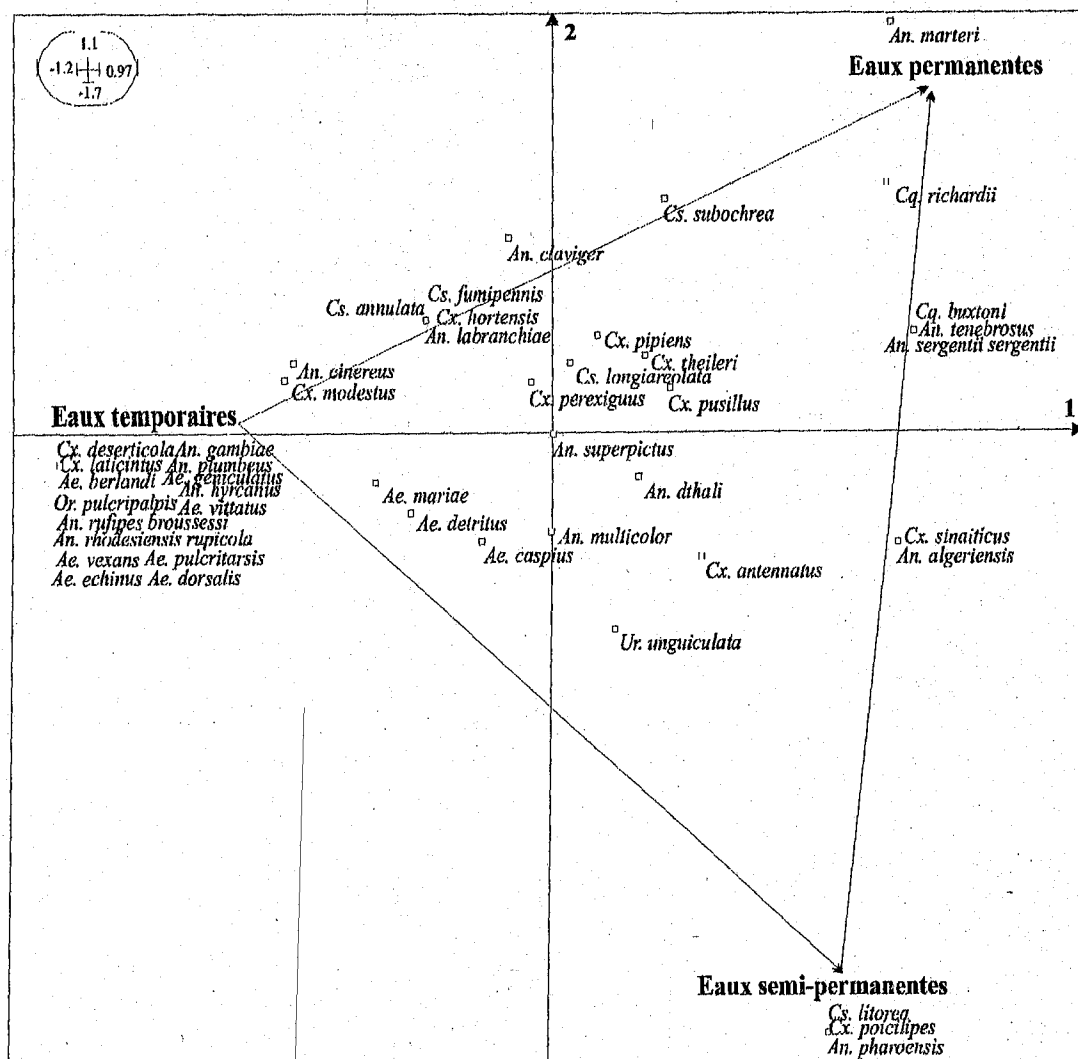 2
An. marteri
1.1
-1.2 0.97
-1.7
Eaux permanentes
Cq. richardii
Cs. subochrea
An. claviger
Cs. fumipennis
Cs. annulata
Cx. hortensis
An. labranchiae
Cq. buxtoni
An. tenebrosus
An. sergentii sergentii
Cx. pipiens
Cx. theileri
An. cinereus
Cs. longiareolata
Cx. modestus
Cx. perexiguus
Cx. pusillus
Eaux temporaires
1
Cx. deserticola An. gambiae
Cx. laticintus An. plumbeus
Ae. berlandi Ae. geniculatus
An. hyrcanus
Or. pulcripalpis Ae. vittatus
An. rufipes broussessi
An. rhodesiensis rupicola
Ae. vexans Ae. pulcritarsis
Ae. echinus Ae. dorsalis
An. superpictus
An. dthali
Ae. mariae
Ae. detritus
Ae. caspius
An. multicolor
Cx. antennatus
Cx. sinaiticus
An. algeriensis
Ur. unguiculata
Eaux semi-permanentes
Cs. litorea
Cx. poicilipes
An. pharoensis